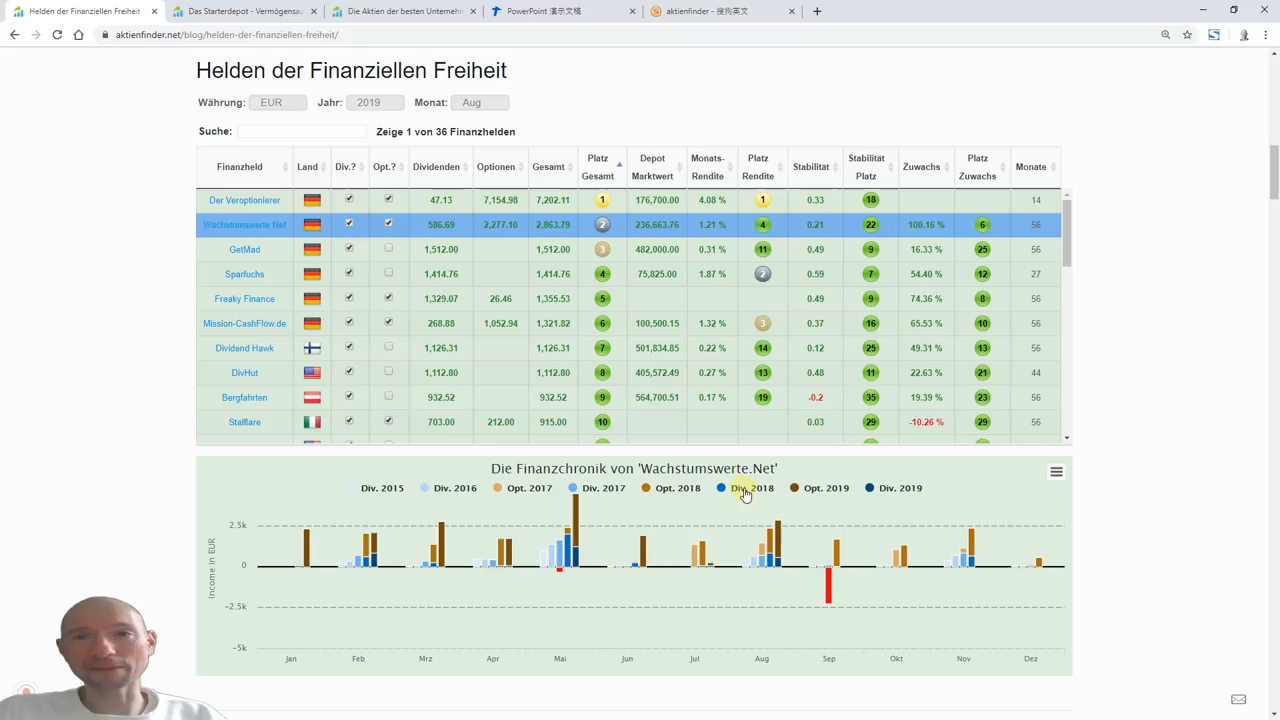 Helden der Finanziellen Freiheit
Das Starterdepot - Vermögensau
Die Aktien der besten Unternehm
PowerPoint 演示文稿
aktienfinder - 搜狗英文
aktienfinder.net/blog/helden-der-finanziellen-freiheit/
Helden der Finanziellen Freiheit
Währung: EUR Jahr: 2019 Monat: Aug
Suche: Zeige 1 von 36 Finanzhelden
Finanzheld Land Div.? Opt.? Dividenden Optionen Gesamt Platz Gesamt Depot Marktwert Monats-Rendite Platz Rendite Stabilität Stabilität Platz Zuwachs Platz Zuwachs Monate
Der Veroptionierer 47.13 7,154.98 7,202.11 1 176,700.00 4.08 % 1 0.33 18 14
Wachstumswerte.Net 586.69 2,277.10 2,863.79 2 236,663.76 1.21 % 4 0.21 22 100.16 % 6 56
GetMad 1,512.00 1,512.00 3 482,000.00 0.31 % 11 0.49 9 16.33 % 25 56
Sparfuchs 1,414.76 1,414.76 4 75,825.00 1.87 % 2 0.59 7 54.40 % 12 27
Freaky Finance 1,329.07 26.46 1,355.53 5 0.49 9 74.36 % 8 56
Mission-CashFlow.de 268.88 1,052.94 1,321.82 6 100,500.15 1.32 % 3 0.37 16 65.53 % 10 56
Dividend Hawk 1,126.31 1,126.31 7 501,834.85 0.22 % 14 0.12 25 49.31 % 13 56
DivHut 1,112.80 1,112.80 8 405,572.49 0.27 % 13 0.48 11 22.63 % 21 44
Bergfahrten 932.52 932.52 9 564,700.51 0.17 % 19 -0.2 35 19.39 % 23 56
Stalflare 703.00 212.00 915.00 10 0.03 29 -10.26 % 29 56
Die Finanzchronik von 'Wachstumswerte.Net'
Div. 2015 Div. 2016 Opt. 2017 Div. 2017 Opt. 2018 Div. 2018 Opt. 2019 Div. 2019
Income in EUR
2.5k
0
-2.5k
-5k
Jan Feb Mrz Apr Mai Jun Jul Aug Sep Okt Nov Dez